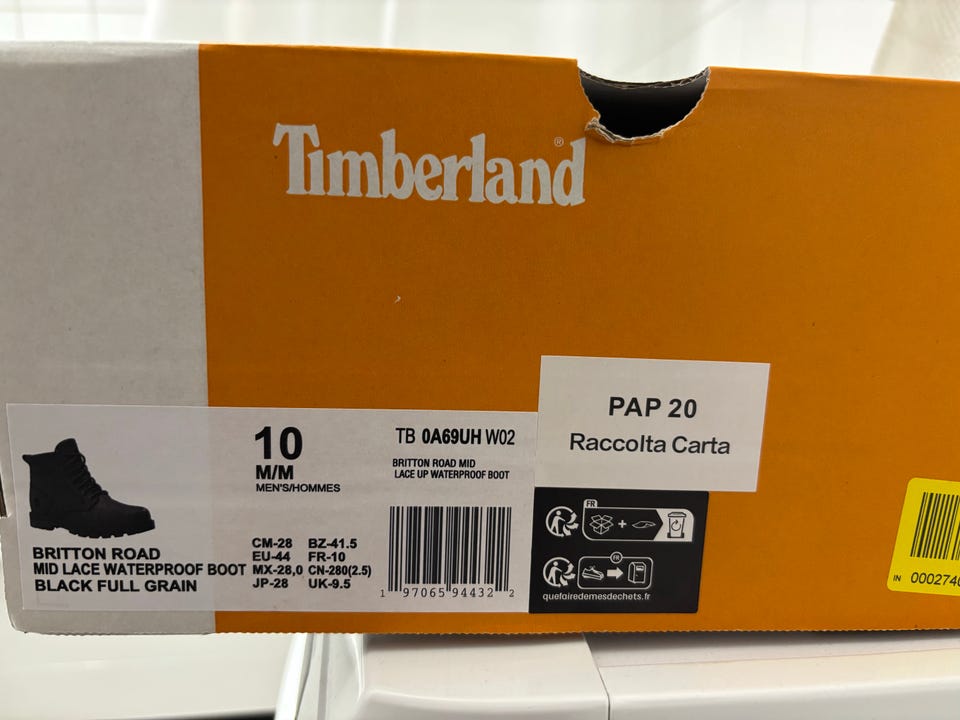 Timberland®
10
M/M
MEN'S/HOMMES
TB 0A69UH W02
BRITTON ROAD MID
LACE UP WATERPROOF BOOT
BRITTON ROAD
MID LACE WATERPROOF BOOT
BLACK FULL GRAIN
CM-28 BZ-41.5
EU-44 FR-10
MX-28,0 CN-280(2.5)
JP-28 UK-9.5
1 97065 94432 2
PAP 20
Raccolta Carta
FR
+
FR
quefairedemesdechets.fr
IN 0002740